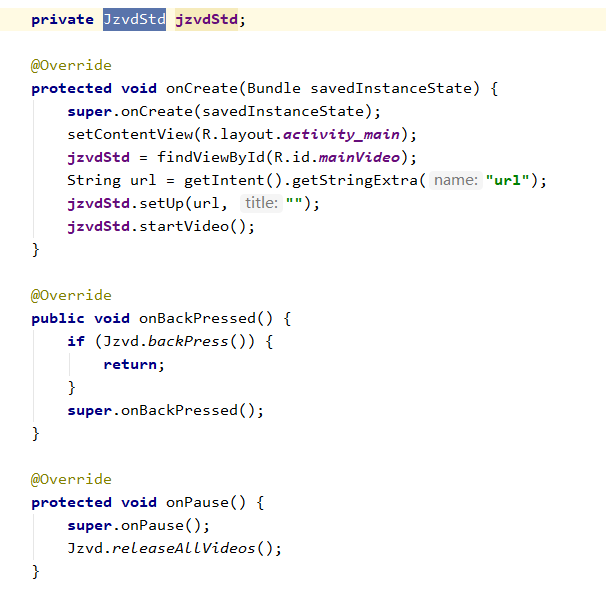 private JzvdStd jzvdStd;
@Override
protected void onCreate(Bundle savedInstanceState) {
super.onCreate(savedInstanceState);
setContentView(R.layout.activity_main);
jzvdStd = findViewById(R.id.mainVideo);
String url = getIntent().getStringExtra( name: "url");
jzvdStd.setUp(url, title: "");
jzvdStd.startVideo();
}
@Override
public void onBackPressed() {
if (Jzvd.backPress()) {
return;
}
super.onBackPressed();
}
@Override
protected void onPause() {
super.onPause();
Jzvd.releaseAllVideos();
}